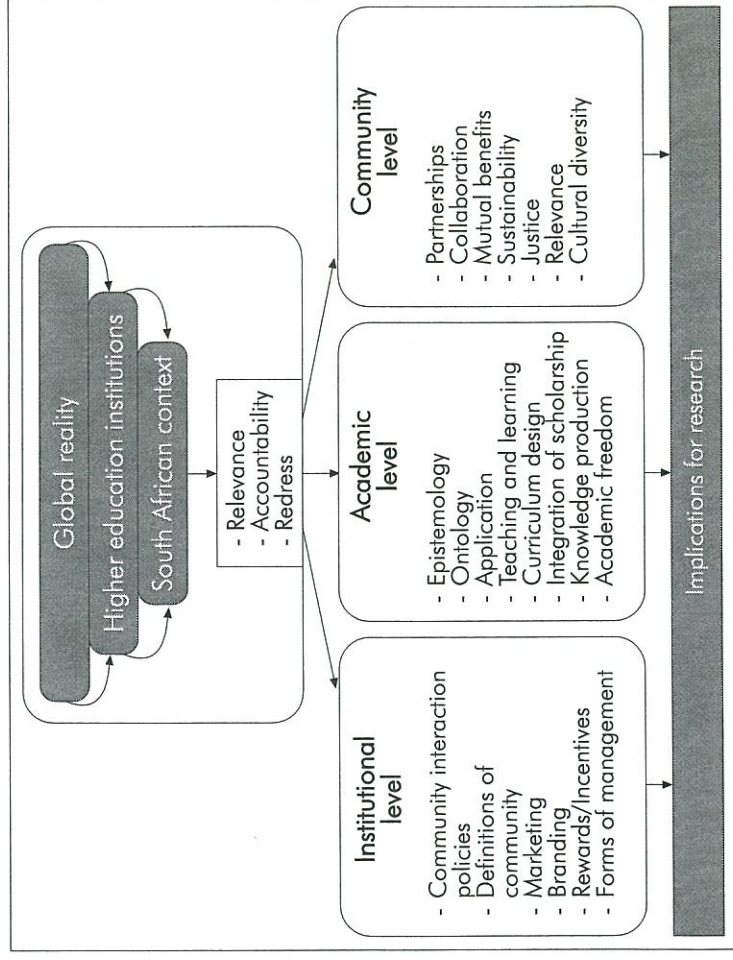 Global reality
Higher education institutions
South African context
- Relevance
- Accountability
- Redress
Institutional
level
- Community interaction
policies
- Definitions of
community
- Marketing
- Branding
- Rewards/Incentives
- Forms of management
Academic
level
- Epistemology
- Ontology
- Application
- Teaching and learning
- Curriculum design
- Integration of scholarship
- Knowledge production
- Academic freedom
Community
level
- Partnerships
- Collaboration
- Mutual benefits
- Sustainability
- Justice
- Relevance
- Cultural diversity
Implications for research